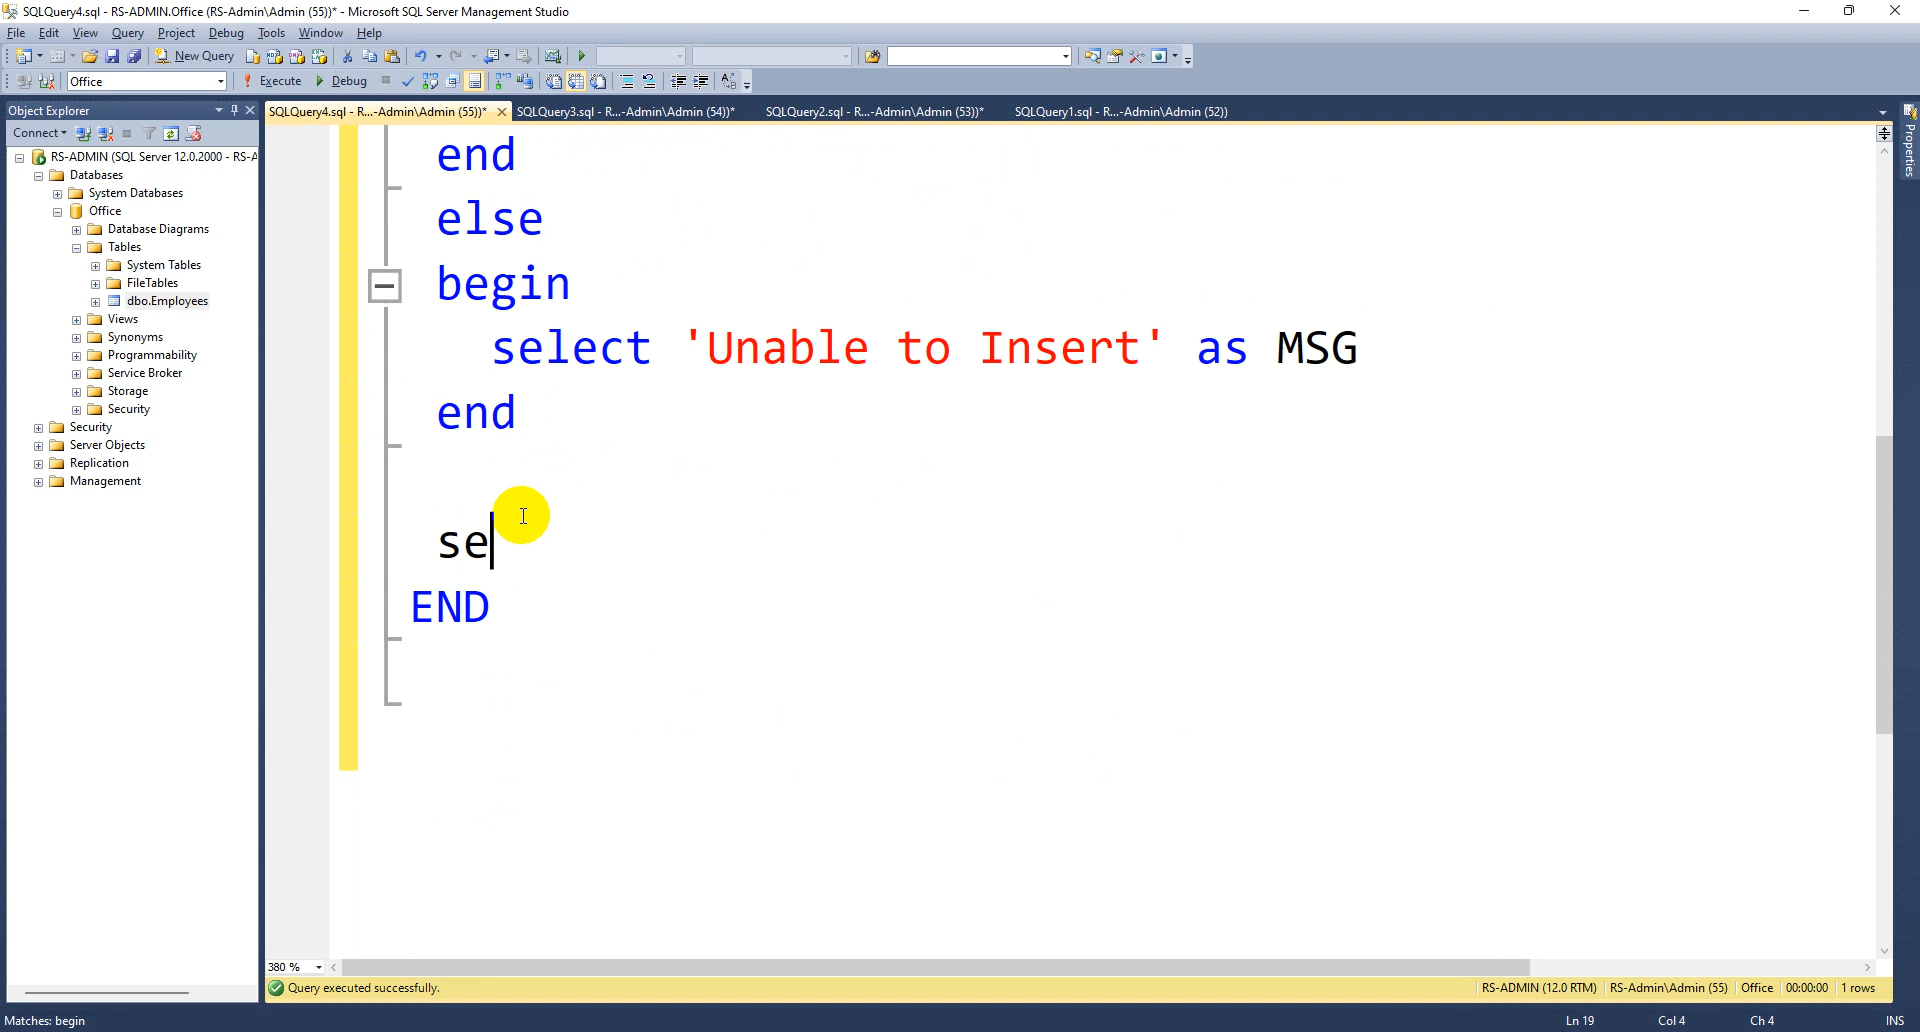 SQLQuery4.sql - RS-ADMIN.Office (RS-Admin\Admin (55))* - Microsoft SQL Server Management Studio
File Edit View Query Project Debug Tools Window Help
New Query
Office Execute Debug
Object Explorer
SQLQuery4.sql - R...-Admin\Admin (55))* SQLQuery3.sql - R...-Admin\Admin (54))* SQLQuery2.sql - R...-Admin\Admin (53))* SQLQuery1.sql - R...-Admin\Admin (52))
Connect
RS-ADMIN (SQL Server 12.0.2000 - RS-A
Databases
System Databases
Office
Database Diagrams
Tables
System Tables
FileTables
dbo.Employees
Views
Synonyms
Programmability
Service Broker
Storage
Security
Security
Server Objects
Replication
Management
end
else
begin
select 'Unable to Insert' as MSG
end
se
END
Properties
380 %
Query executed successfully.
RS-ADMIN (12.0 RTM) RS-Admin\Admin (55) Office 00:00:00 1 rows
Matches: begin
Ln 19 Col 4 Ch 4 INS